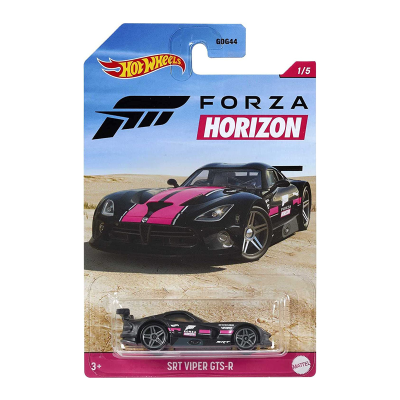 GDG44
Hot Wheels
1/5
FORZA
HORIZON
3+
SRT VIPER GTS-R
MATTEL